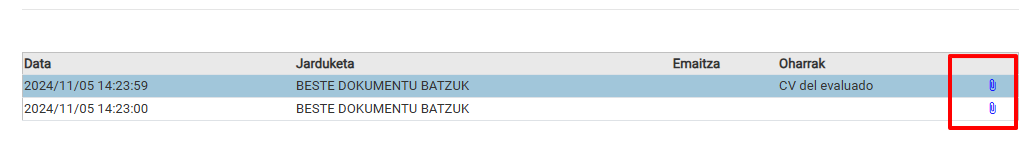 Data Jarduketa Emaitza Oharrak
2024/11/05 14:23:59 BESTE DOKUMENTU BATZUK CV del evaluado
2024/11/05 14:23:00 BESTE DOKUMENTU BATZUK